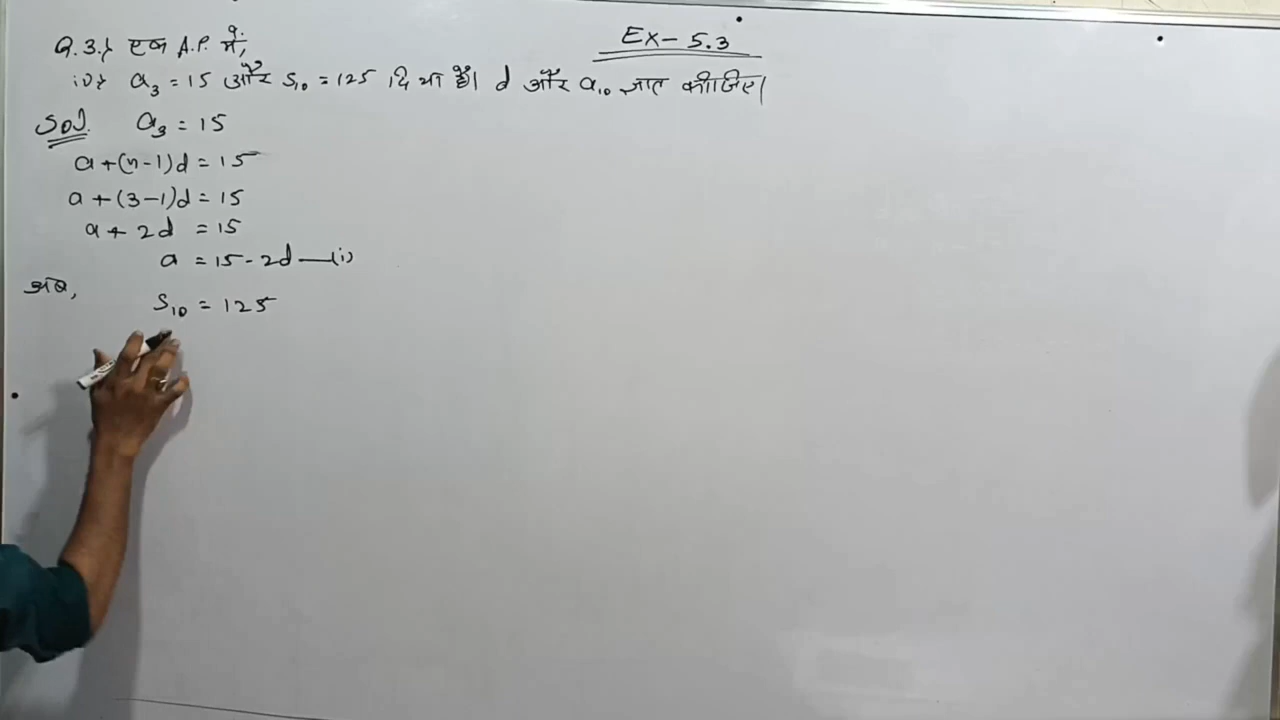 Ex- 5.3
Q.3.} एक A.P. में,
iv} a₃ = 15 और S₁₀ = 125 दिया है। d और a₁₀ ज्ञात कीजिए।
Sol. a₃ = 15
a + (n-1)d = 15
a + (3-1)d = 15
a + 2d = 15
a = 15 - 2d —(i)
अब,
S₁₀ = 125